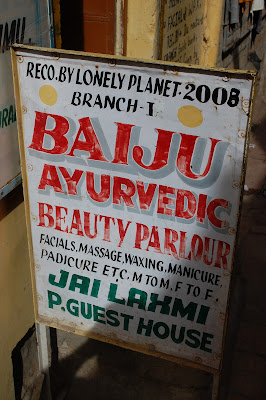 RECO.BY LONELY PLANET-2008
BRANCH-I
BAIJU
AYURVEDIC
BEAUTY PARLOUR
FACIALS, MASSAGE, WAXING, MANICURE,
PADICURE ETC. M TO M, F TO F.
JAI LAXMI
P. GUEST HOUSE